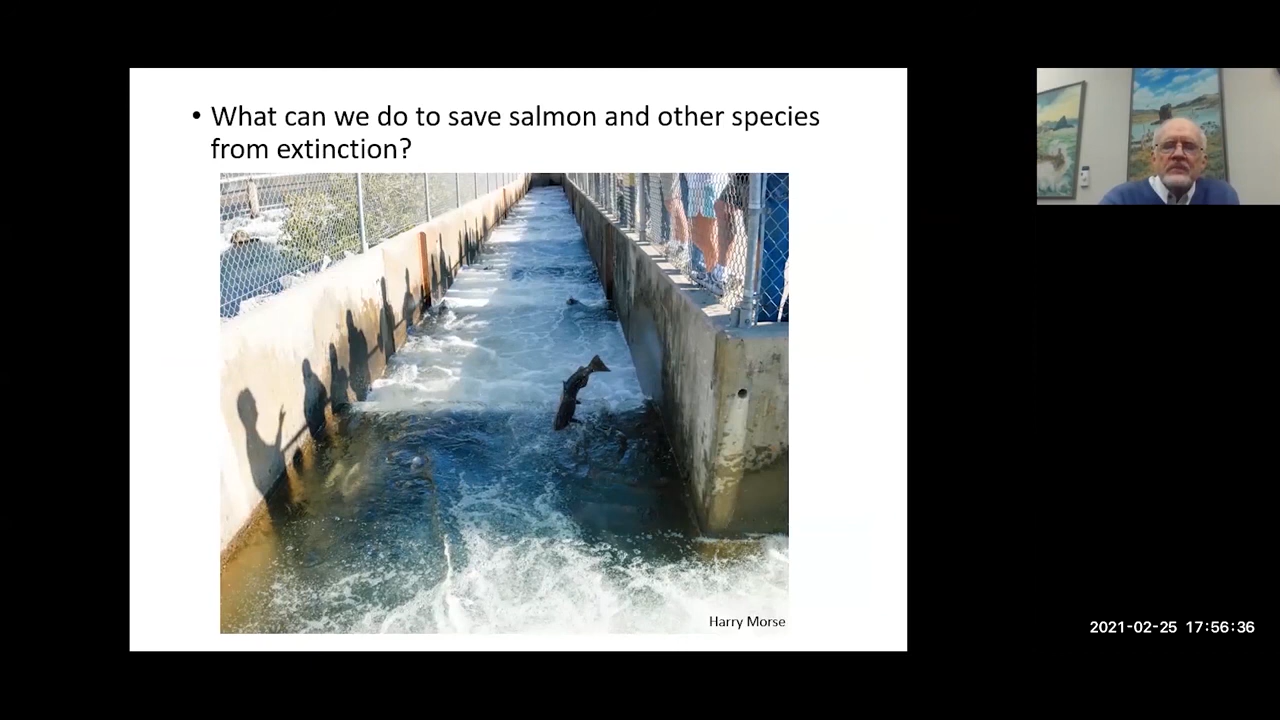 • What can we do to save salmon and other species
from extinction?
Harry Morse
2021-02-25 17:56:36